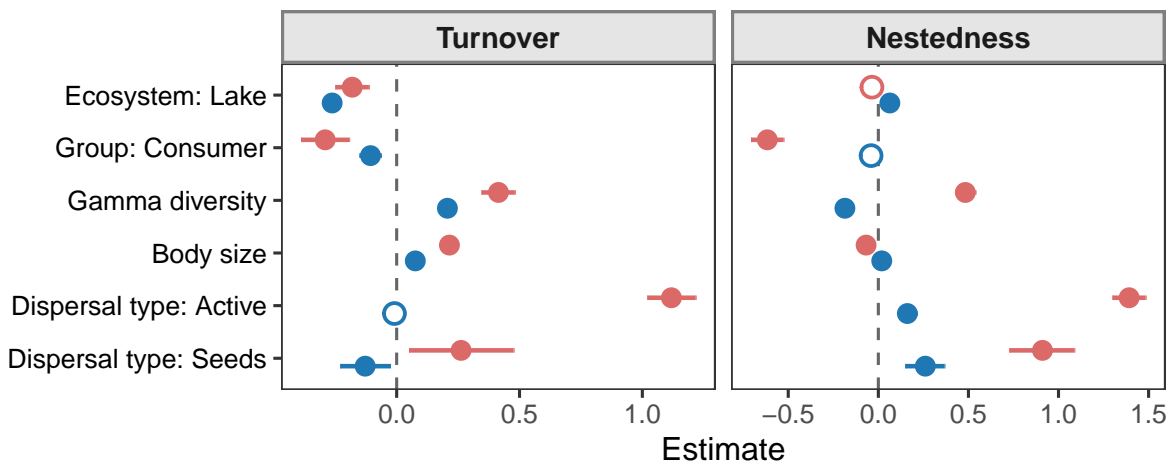 Turnover
Nestedness
Ecosystem: Lake
Group: Consumer
Gamma diversity
Body size
Dispersal type: Active
Dispersal type: Seeds
0.0 0.5 1.0
−0.5 0.0 0.5 1.0 1.5
Estimate